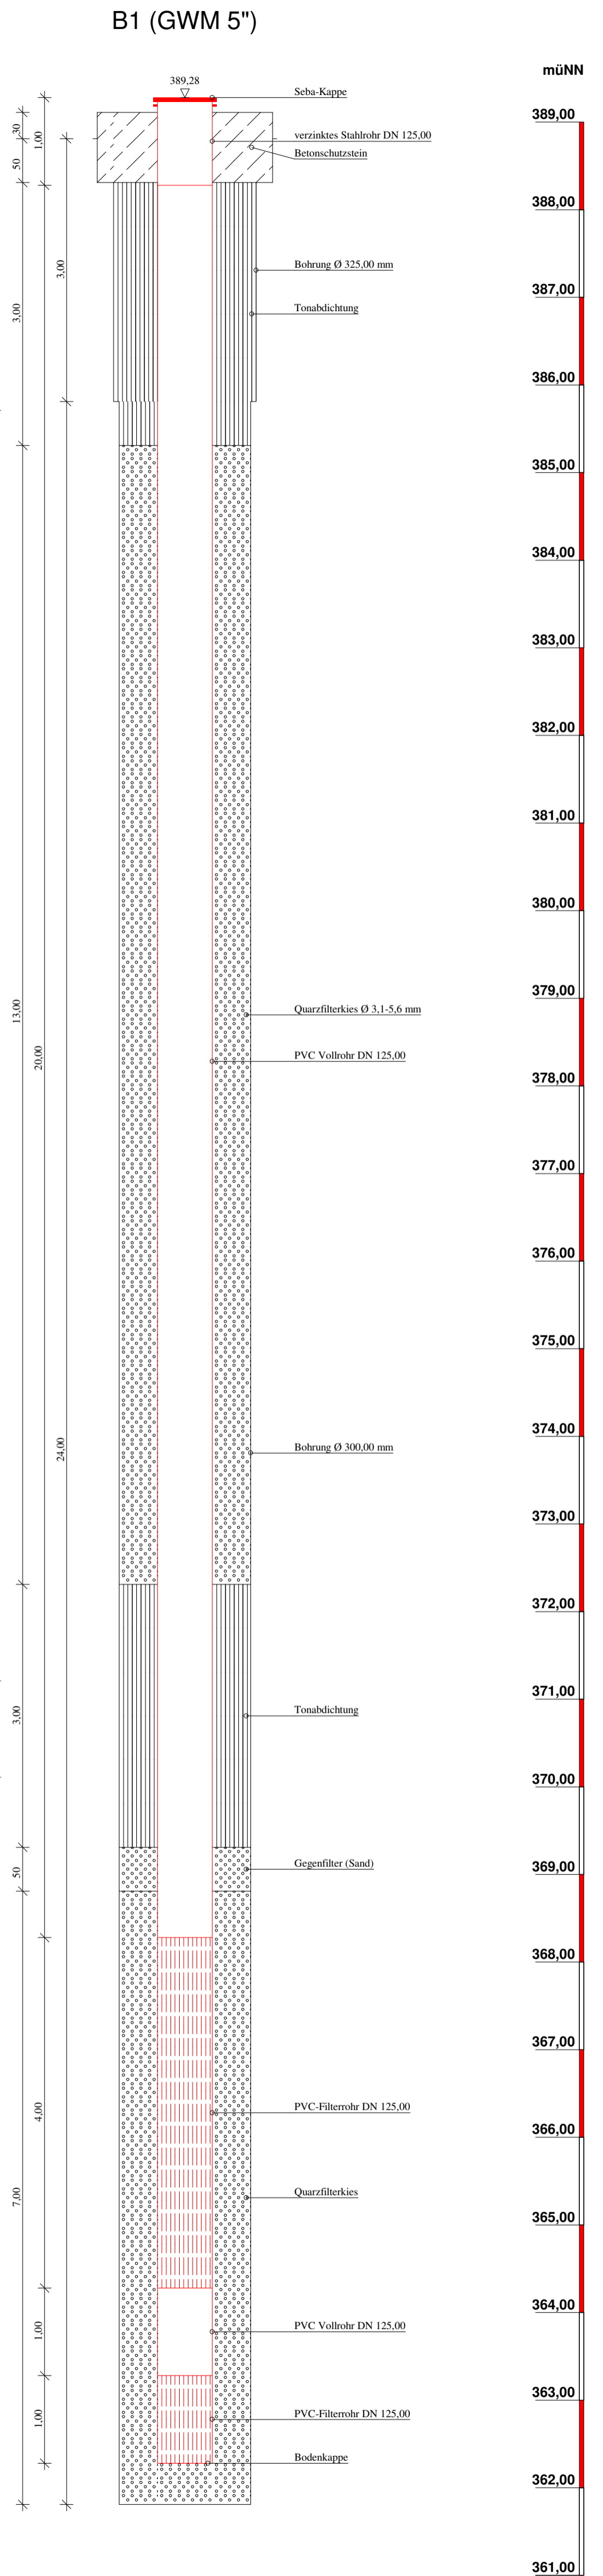 B1 (GWM 5")
müNN
389,28
Seba-Kappe
389,00
30
1,00
verzinktes Stahlrohr DN 125,00
Betonschutzstein
50
388,00
3,00
Bohrung Ø 325,00 mm
387,00
3,00
Tonabdichtung
386,00
385,00
384,00
383,00
382,00
381,00
380,00
379,00
13,00
Quarzfilterkies Ø 3,1-5,6 mm
20,00
PVC Vollrohr DN 125,00
378,00
377,00
376,00
375,00
374,00
24,00
Bohrung Ø 300,00 mm
373,00
372,00
371,00
3,00
Tonabdichtung
370,00
50
Gegenfilter (Sand)
369,00
368,00
367,00
4,00
PVC-Filterrohr DN 125,00
366,00
7,00
Quarzfilterkies
365,00
364,00
1,00
PVC Vollrohr DN 125,00
363,00
1,00
PVC-Filterrohr DN 125,00
Bodenkappe
362,00
361,00